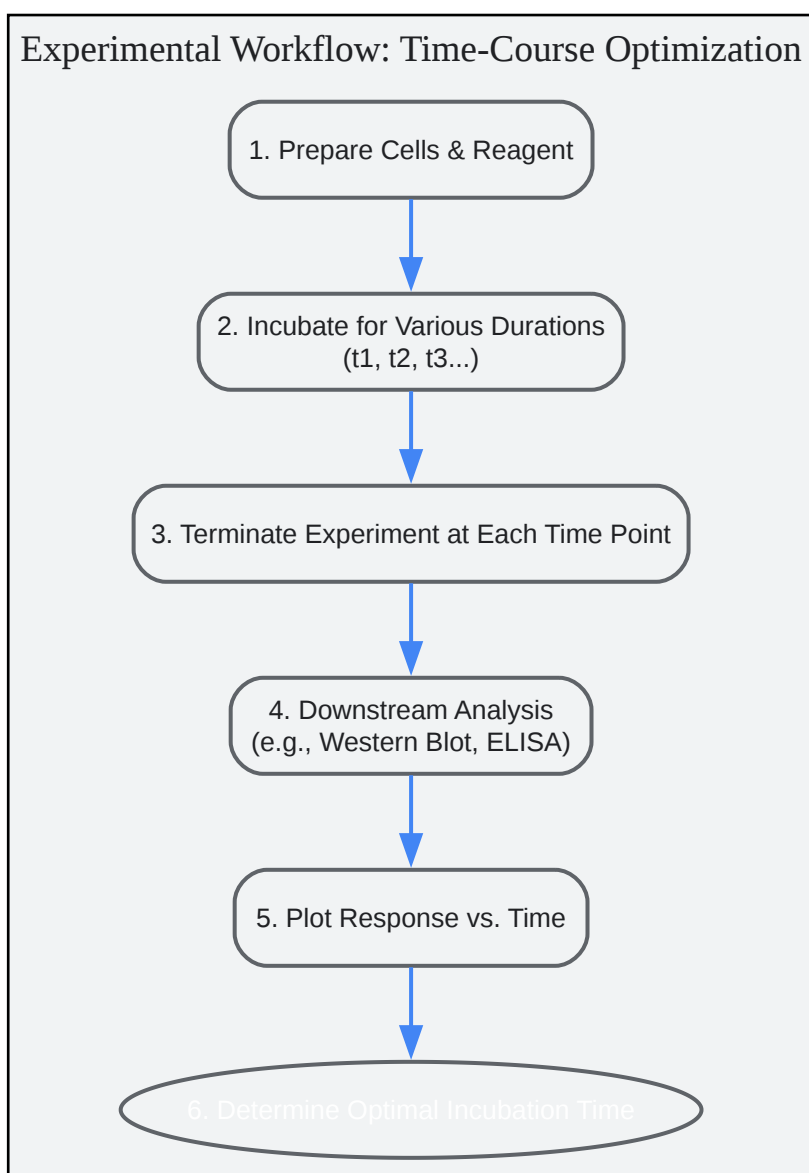 Experimental Workflow: Time-Course Optimization
1. Prepare Cells & Reagent
2. Incubate for Various Durations
(t1, t2, t3...)
3. Terminate Experiment at Each Time Point
4. Downstream Analysis
(e.g., Western Blot, ELISA)
5. Plot Response vs. Time
6. Determine Optimal Incubation Time